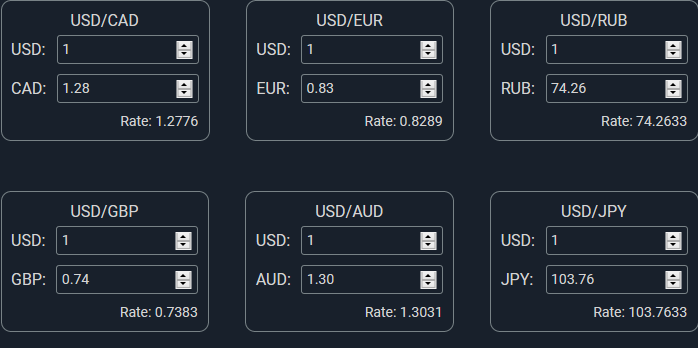 USD/CAD
USD: 1
CAD: 1.28
Rate: 1.2776
USD/EUR
USD: 1
EUR: 0.83
Rate: 0.8289
USD/RUB
USD: 1
RUB: 74.26
Rate: 74.2633
USD/GBP
USD: 1
GBP: 0.74
Rate: 0.7383
USD/AUD
USD: 1
AUD: 1.30
Rate: 1.3031
USD/JPY
USD: 1
JPY: 103.76
Rate: 103.7633